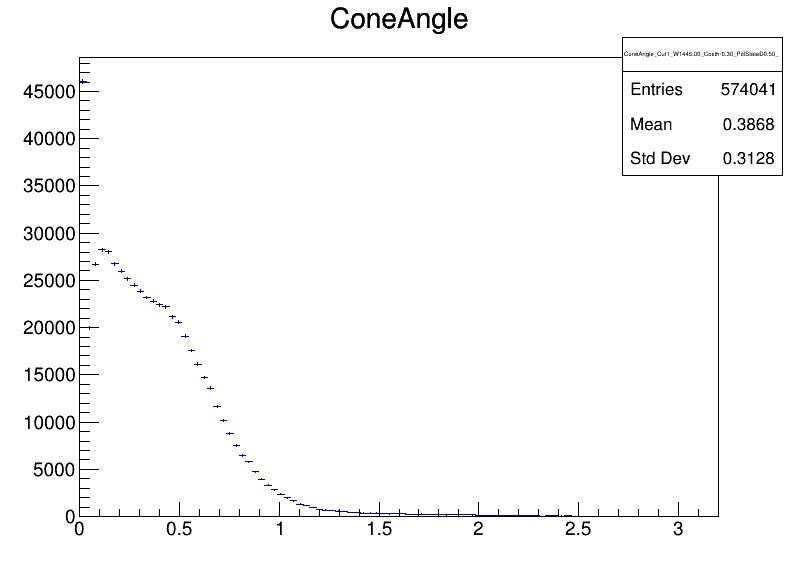 ConeAngle
ConeAngle_Cut1_W1445.00_Costh-0.30_PolStateD0.50_
Entries 574041
Mean 0.3868
Std Dev 0.3128
45000
40000
35000
30000
25000
20000
15000
10000
5000
0
0 0.5 1 1.5 2 2.5 3